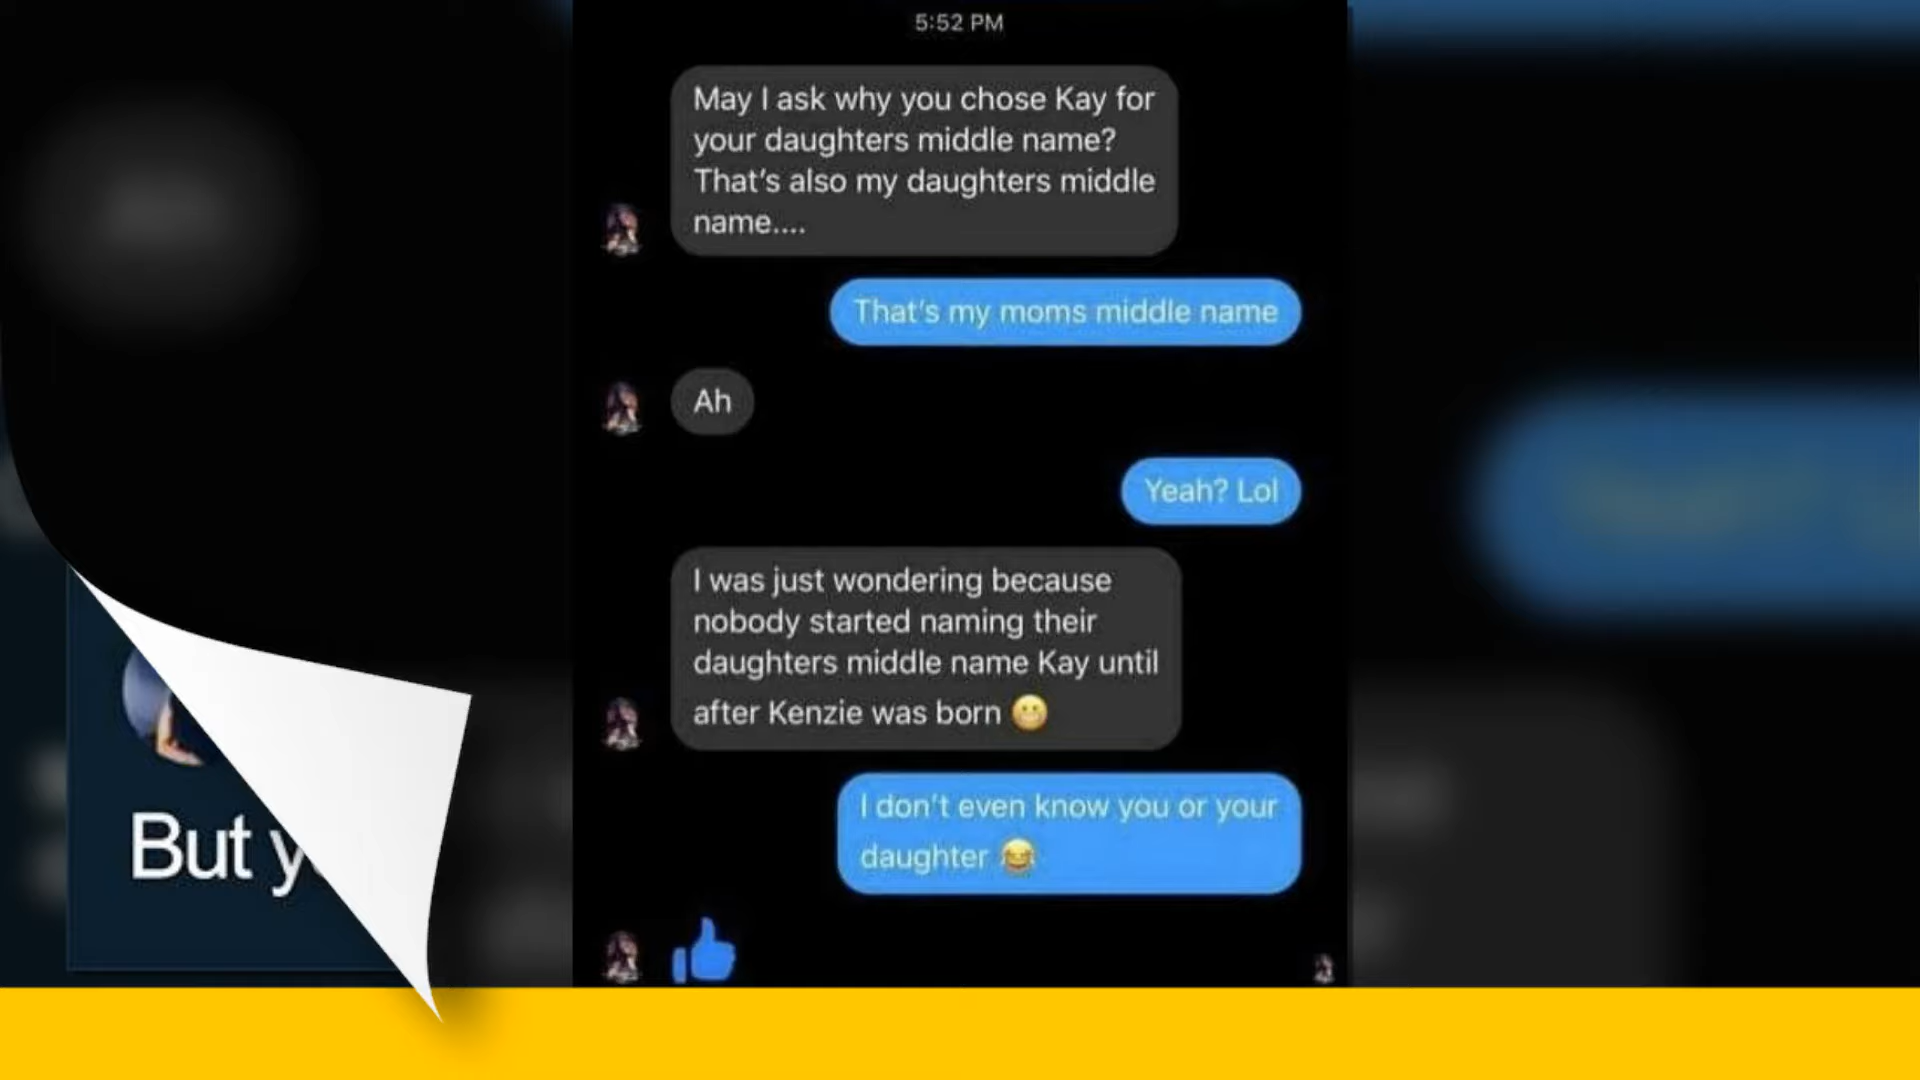 5:52 PM
May I ask why you chose Kay for
your daughters middle name?
That's also my daughters middle
name....
That's my moms middle name
Ah
Yeah? Lol
I was just wondering because
nobody started naming their
daughters middle name Kay until
after Kenzie was born 😬
I don't even know you or your
daughter 😂
But y